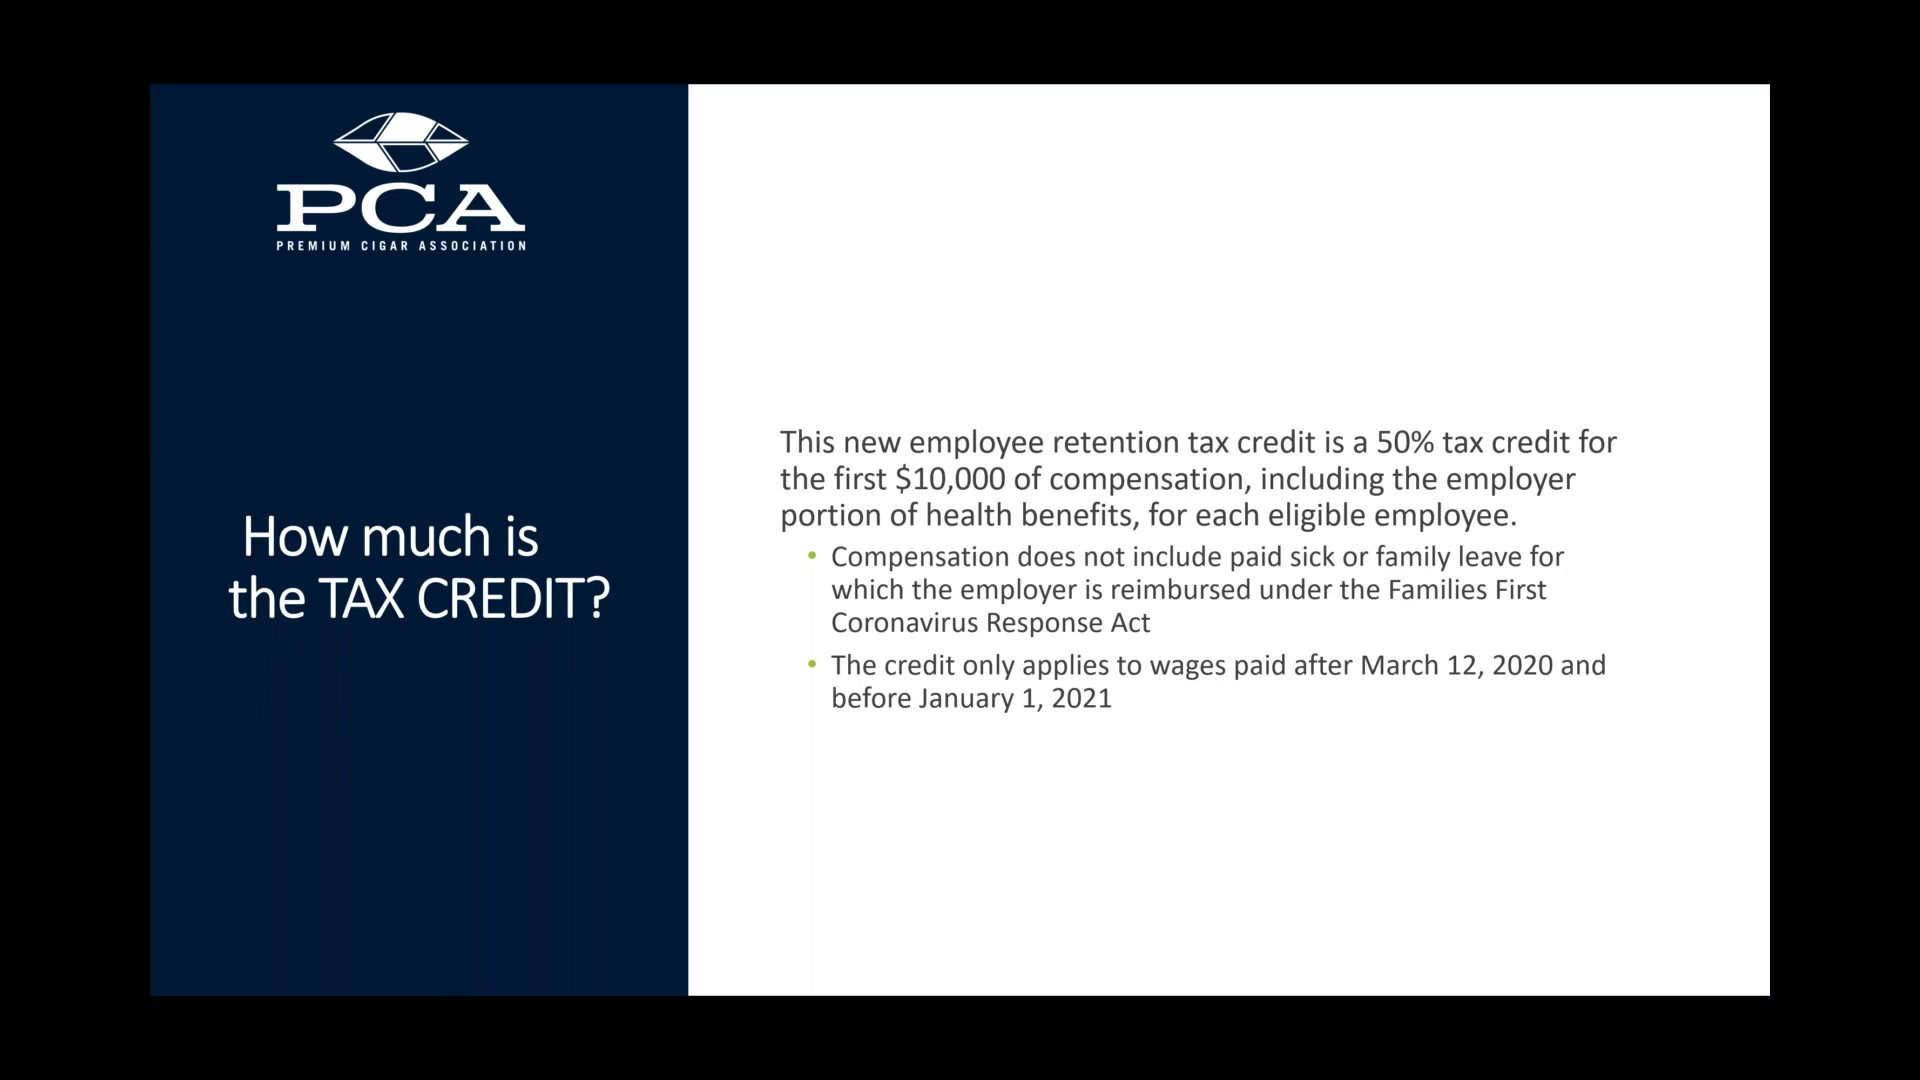 PCA
PREMIUM CIGAR ASSOCIATION
How much is
the TAX CREDIT?
This new employee retention tax credit is a 50% tax credit for
the first $10,000 of compensation, including the employer
portion of health benefits, for each eligible employee.
• Compensation does not include paid sick or family leave for
which the employer is reimbursed under the Families First
Coronavirus Response Act
• The credit only applies to wages paid after March 12, 2020 and
before January 1, 2021